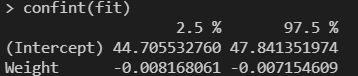 > confint(fit)
2.5 % 97.5 %
(Intercept) 44.705532760 47.841351974
Weight -0.008168061 -0.007154609